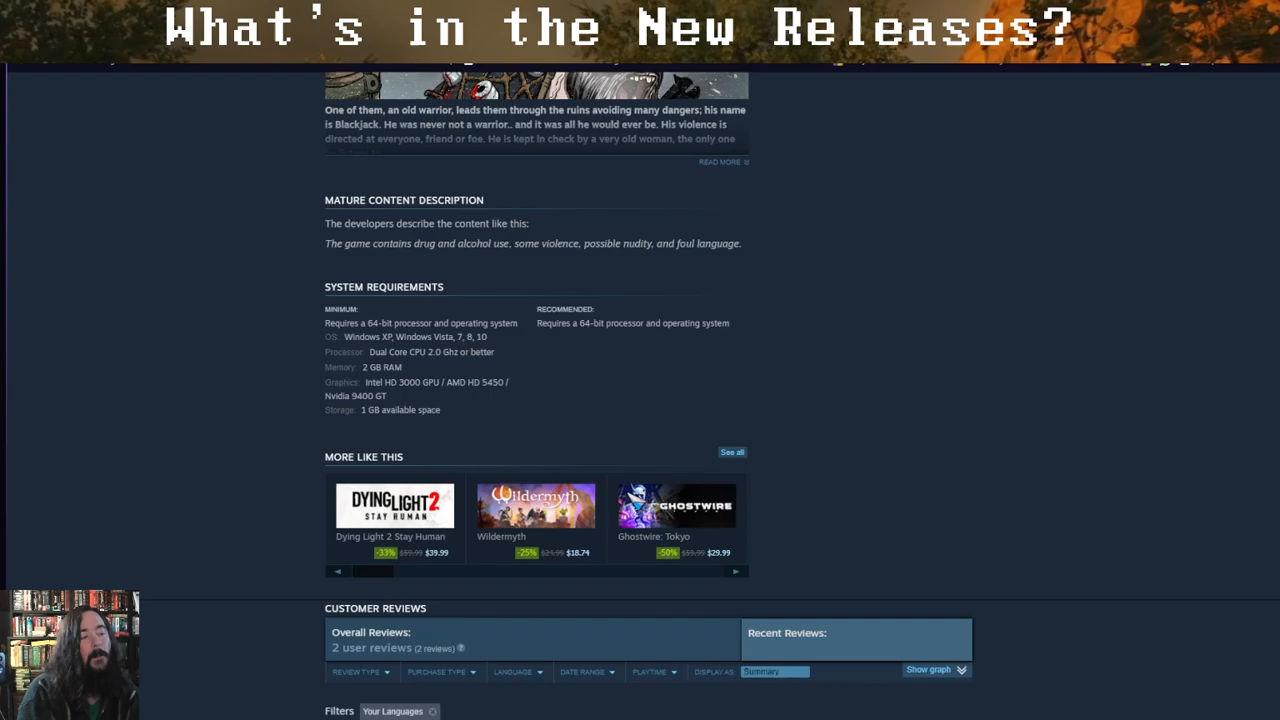 What's in the New Releases?
One of them, an old warrior, leads them through the ruins avoiding many dangers; his name
is Blackjack. He was never not a warrior.. and it was all he would ever be. His violence is
directed at everyone, friend or foe. He is kept in check by a very old woman, the only one
READ MORE
MATURE CONTENT DESCRIPTION
The developers describe the content like this:
The game contains drug and alcohol use, some violence, possible nudity, and foul language.
SYSTEM REQUIREMENTS
MINIMUM:
Requires a 64-bit processor and operating system
OS: Windows XP, Windows Vista, 7, 8, 10
Processor: Dual Core CPU 2.0 Ghz or better
Memory: 2 GB RAM
Graphics: Intel HD 3000 GPU / AMD HD 5450 /
Nvidia 9400 GT
Storage: 1 GB available space
RECOMMENDED:
Requires a 64-bit processor and operating system
MORE LIKE THIS
See all
DYING LIGHT 2
STAY HUMAN
Dying Light 2 Stay Human
-33% $59.99 $39.99
Wildermyth
Wildermyth
-25% $24.99 $18.74
GHOSTWIRE
Ghostwire: Tokyo
-50% $59.99 $29.99
CUSTOMER REVIEWS
Overall Reviews:
2 user reviews (2 reviews) ?
Recent Reviews:
REVIEW TYPE PURCHASE TYPE LANGUAGE DATE RANGE PLAYTIME DISPLAY AS: Summary
Show graph
Filters Your Languages